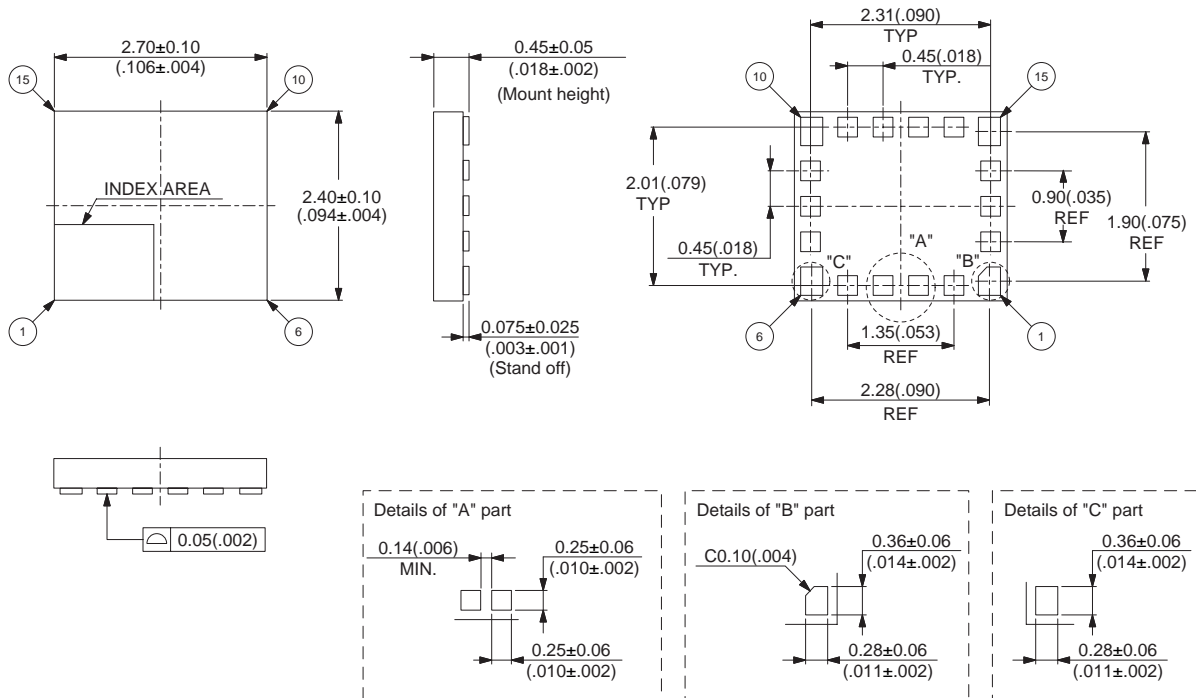 2.70±0.10
(.106±.004)
15
10
INDEX AREA
2.40±0.10
(.094±.004)
1
6
0.45±0.05
(.018±.002)
(Mount height)
0.075±0.025
(.003±.001)
(Stand off)
2.31(.090)
TYP
0.45(.018)
TYP.
10
15
2.01(.079)
TYP
0.45(.018)
TYP.
0.90(.035)
REF
1.90(.075)
REF
"A"
"C"
"B"
6
1
1.35(.053)
REF
2.28(.090)
REF
0.05(.002)
Details of "A" part
0.14(.006)
MIN.
0.25±0.06
(.010±.002)
0.25±0.06
(.010±.002)
Details of "B" part
C0.10(.004)
0.36±0.06
(.014±.002)
0.28±0.06
(.011±.002)
Details of "C" part
0.36±0.06
(.014±.002)
0.28±0.06
(.011±.002)